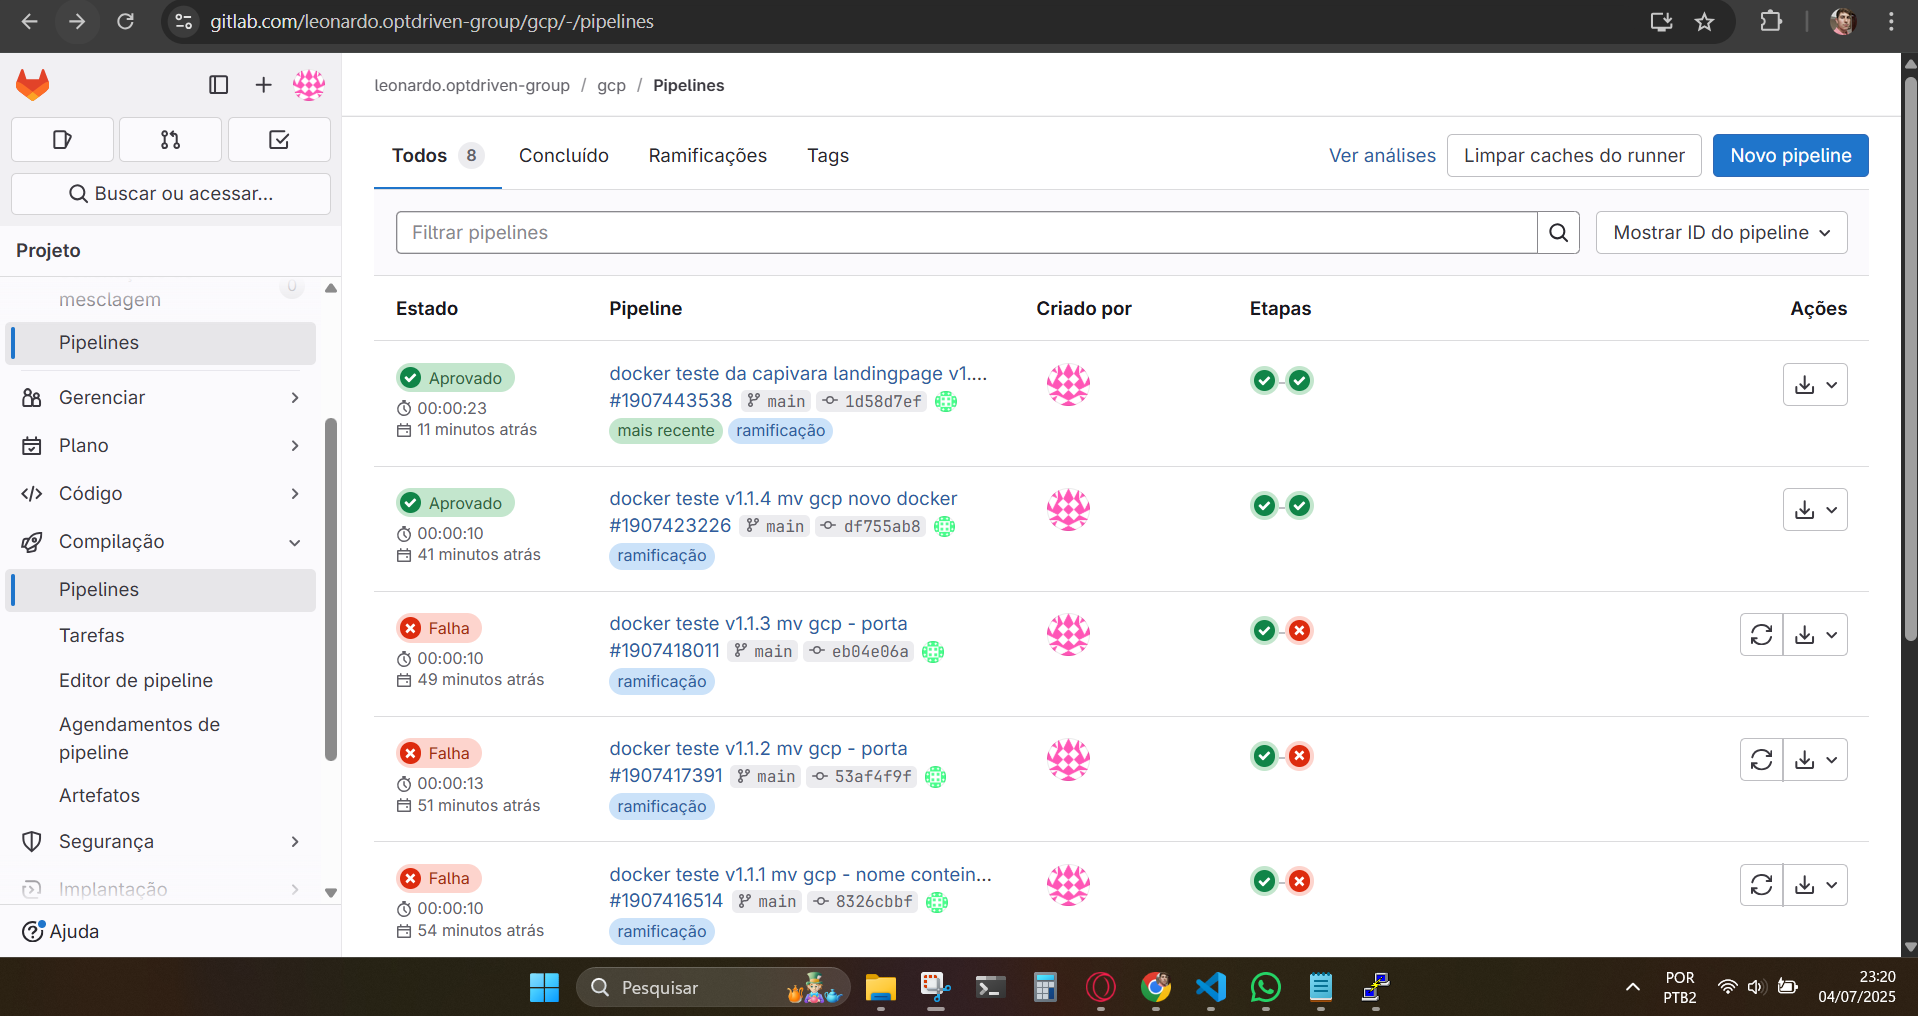 gitlab.com/leonardo.optdriven-group/gcp/-/pipelines
leonardo.optdriven-group / gcp / Pipelines
Buscar ou acessar...
Projeto
mesclagem
0
Pipelines
Gerenciar
Plano
Código
Compilação
Pipelines
Tarefas
Editor de pipeline
Agendamentos de
pipeline
Artefatos
Segurança
Implantação
Ajuda
Todos 8 Concluído Ramificações Tags
Ver análises Limpar caches do runner Novo pipeline
Filtrar pipelines
Mostrar ID do pipeline
Estado Pipeline Criado por Etapas Ações
Aprovado
00:00:23
11 minutos atrás
docker teste da capivara landingpage v1....
#1907443538 main 1d58d7ef
mais recente ramificação
Aprovado
00:00:10
41 minutos atrás
docker teste v1.1.4 mv gcp novo docker
#1907423226 main df755ab8
ramificação
Falha
00:00:10
49 minutos atrás
docker teste v1.1.3 mv gcp - porta
#1907418011 main eb04e06a
ramificação
Falha
00:00:13
51 minutos atrás
docker teste v1.1.2 mv gcp - porta
#1907417391 main 53af4f9f
ramificação
Falha
00:00:10
54 minutos atrás
docker teste v1.1.1 mv gcp - nome contein...
#1907416514 main 8326cbbf
ramificação
Pesquisar
POR
PTB2
23:20
04/07/2025